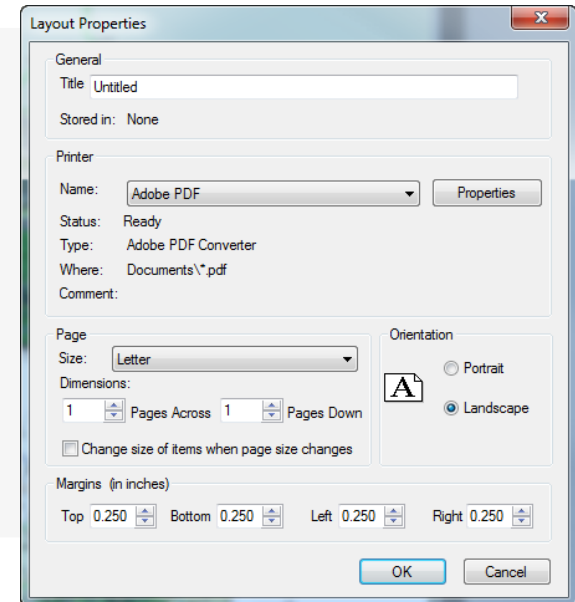 Layout Properties
General
Title Untitled
Stored in: None
Printer
Name: Adobe PDF Properties
Status: Ready
Type: Adobe PDF Converter
Where: Documents\*.pdf
Comment:
Page
Size: Letter
Dimensions:
1 Pages Across 1 Pages Down
Change size of items when page size changes
Orientation
A
Portrait
Landscape
Margins (in inches)
Top 0.250 Bottom 0.250 Left 0.250 Right 0.250
OK Cancel